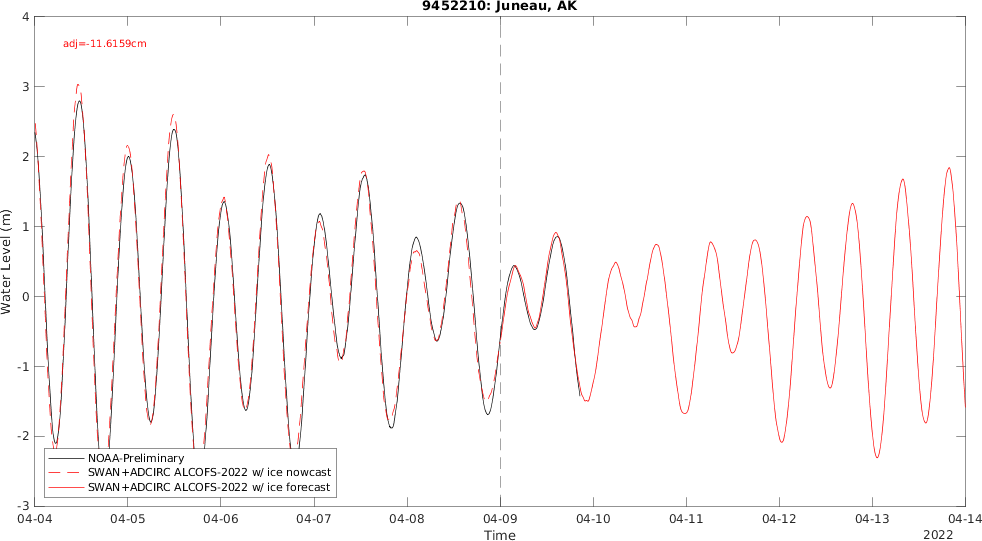 9452210: Juneau, AK
adj=-11.6159cm
Water Level (m)
4
3
2
1
0
-1
-2
-3
NOAA-Preliminary
SWAN+ADCIRC ALCOFS-2022 w/ ice nowcast
SWAN+ADCIRC ALCOFS-2022 w/ ice forecast
04-04 04-05 04-06 04-07 04-08 04-09 04-10 04-11 04-12 04-13 04-14
Time
2022